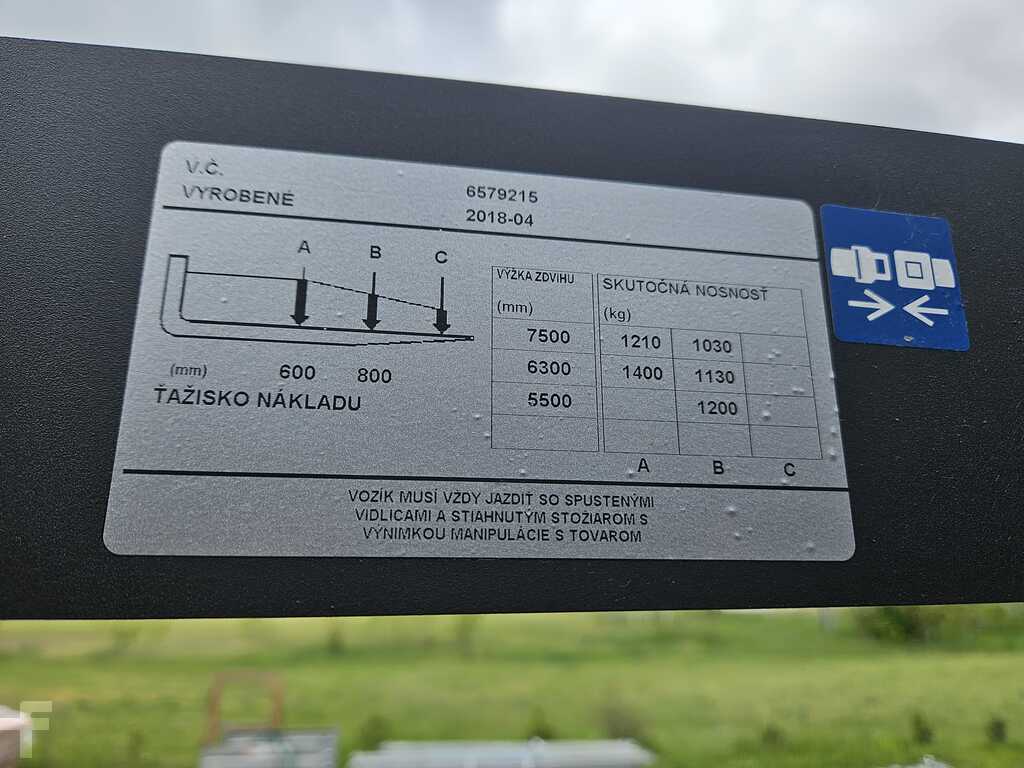 V.Č. 6579215
VYROBENÉ 2018-04
A B C
(mm) 600 800
ŤAŽISKO NÁKLADU
VÝŽKA ZDVIHU
(mm)
7500
6300
5500
SKUTOČNÁ NOSNOSŤ
(kg)
1210 1030
1400 1130
1200
A B C
VOZÍK MUSÍ VŽDY JAZDIŤ SO SPUSTENÝMI
VIDLICAMI A STIAHNUTÝM STOŽIAROM S
VÝNIMKOU MANIPULÁCIE S TOVAROM
F